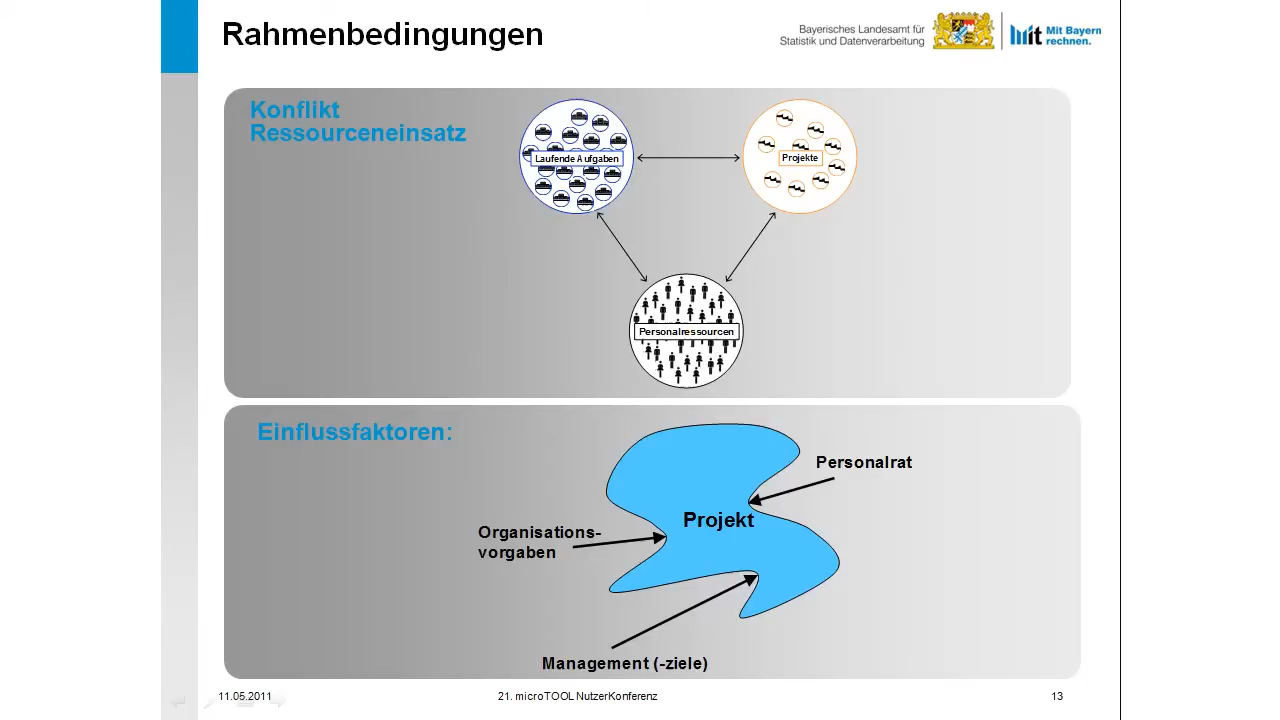 Rahmenbedingungen
Bayerisches Landesamt für
Statistik und Datenverarbeitung
mit Mit Bayern
rechnen.
Konflikt
Ressourceneinsatz
Laufende Aufgaben
Projekte
Personalressourcen
Einflussfaktoren:
Personalrat
Projekt
Organisations-
vorgaben
Management (-ziele)
11.05.2011
21. microTOOL NutzerKonferenz
13